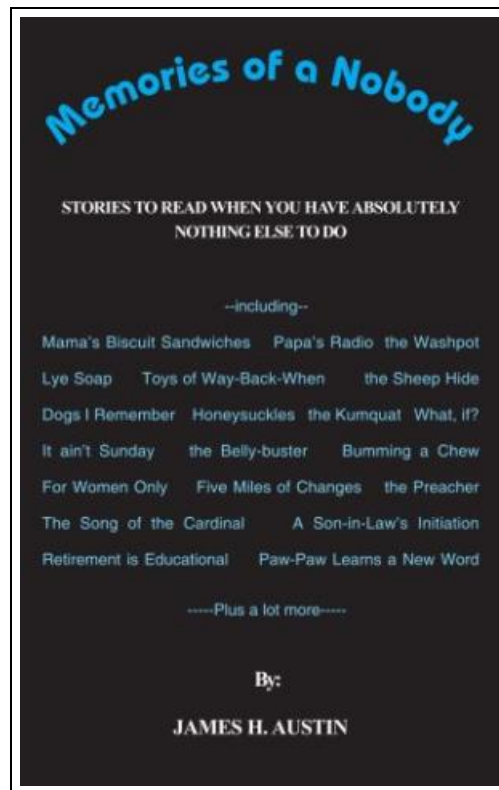 Memories of a Nobody
STORIES TO READ WHEN YOU HAVE ABSOLUTELY
NOTHING ELSE TO DO
--including--
Mama's Biscuit Sandwiches Papa's Radio the Washpot
Lye Soap Toys of Way-Back-When the Sheep Hide
Dogs I Remember Honeysuckles the Kumquat What, if?
It ain't Sunday the Belly-buster Bumming a Chew
For Women Only Five Miles of Changes the Preacher
The Song of the Cardinal A Son-in-Law's Initiation
Retirement is Educational Paw-Paw Learns a New Word
-----Plus a lot more-----
By:
JAMES H. AUSTIN